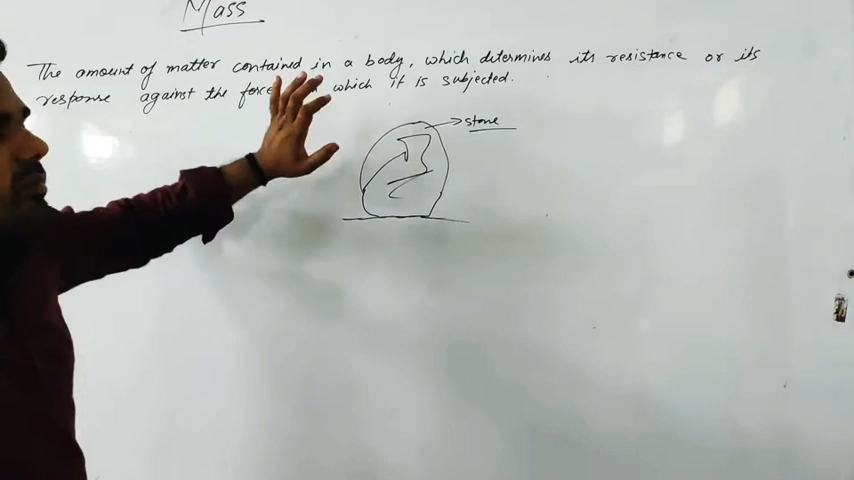 Mass
The amount of matter contained in a body, which determines its resistance or its
response against the force which it is subjected.
stone